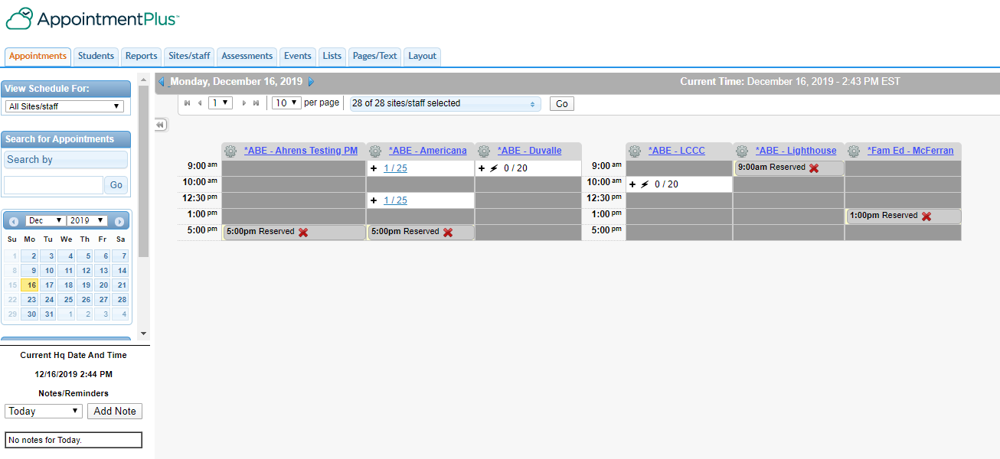 AppointmentPlus™
Appointments Students Reports Sites/staff Assessments Events Lists Pages/Text Layout
View Schedule For:
All Sites/staff
Search for Appointments
Search by
Go
Dec 2019
Su Mo Tu We Th Fr Sa
1 2 3 4 5 6 7
8 9 10 11 12 13 14
15 16 17 18 19 20 21
22 23 24 25 26 27 28
29 30 31 1 2 3 4
Current Hq Date And Time
12/16/2019 2:44 PM
Notes/Reminders
Today Add Note
No notes for Today.
Monday, December 16, 2019 Current Time: December 16, 2019 - 2:43 PM EST
1 10 per page 28 of 28 sites/staff selected Go
*ABE - Ahrens Testing PM *ABE - Americana *ABE - Duvalle *ABE - LCCC *ABE - Lighthouse *Fam Ed - McFerran
9:00 am + 1 / 25 + 0 / 20 9:00 am 9:00am Reserved
10:00 am 10:00 am + 0 / 20
12:30 pm + 1 / 25 12:30 pm
1:00 pm 1:00 pm 1:00pm Reserved
5:00 pm 5:00pm Reserved 5:00pm Reserved 5:00 pm